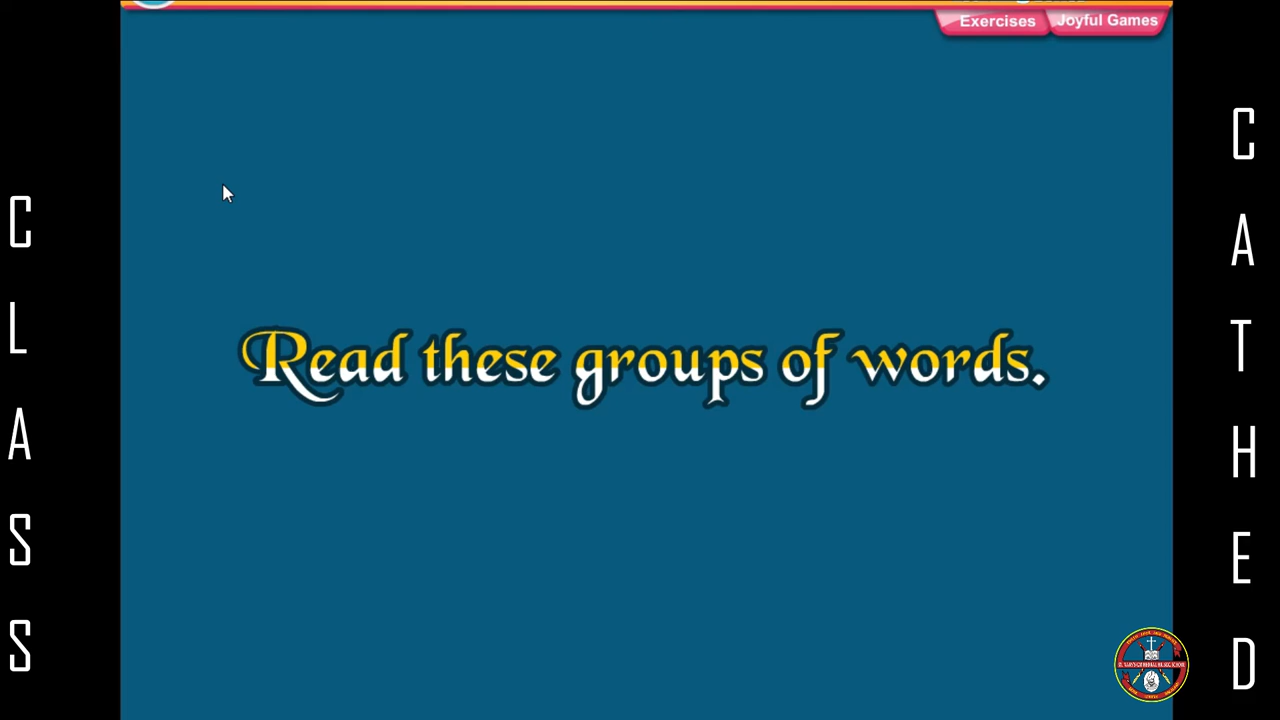 Exercises
Joyful Games
Read these groups of words.
C
L
A
S
S
C
A
T
H
E
D